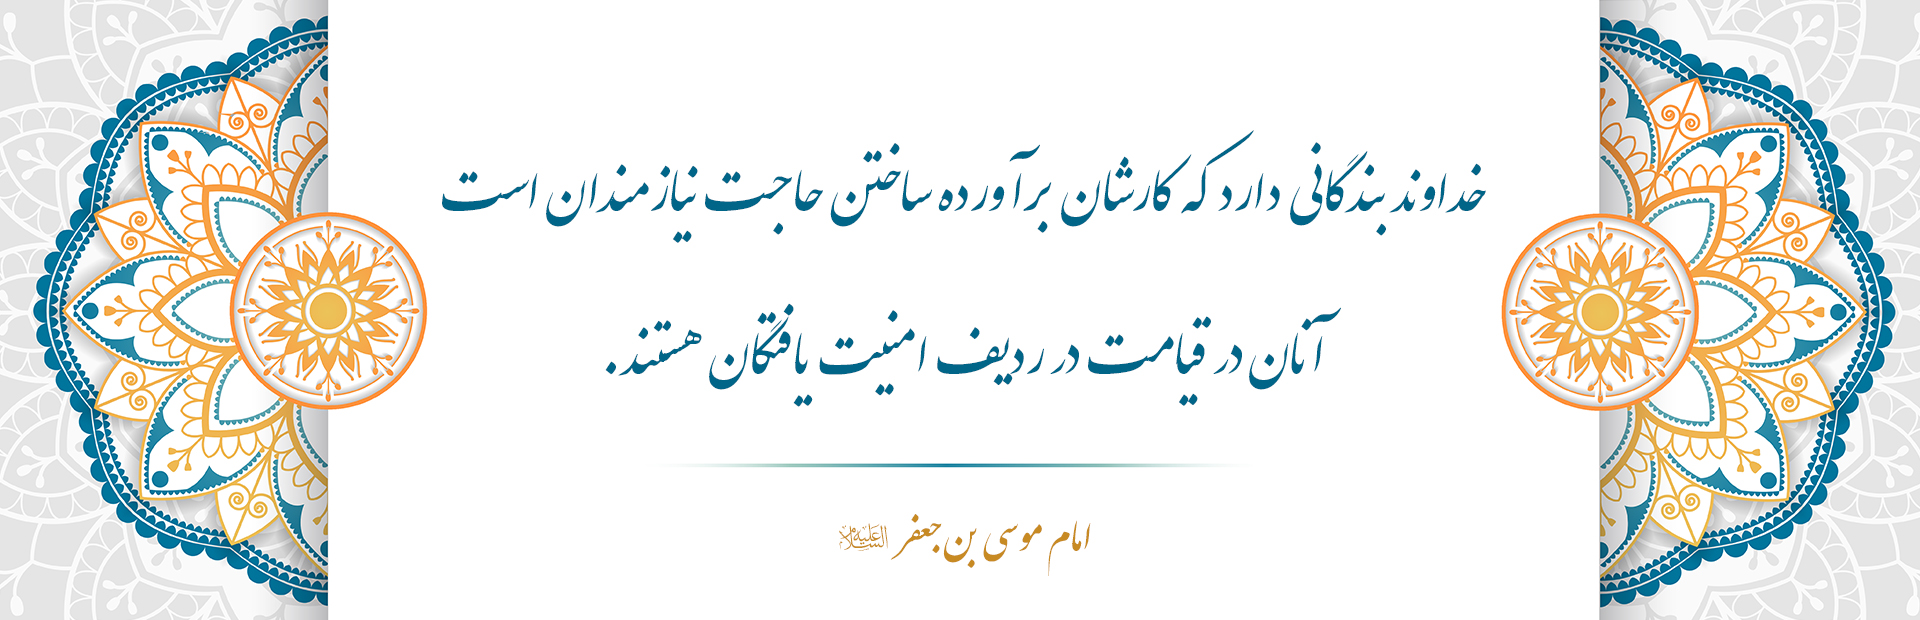 خداوند بندگانی دارد که کارشان برآورده ساختن حاجت نیازمندان است
آنان در قیامت در ردیف امنیت یافتگان هستند.
امام موسی بن جعفر علیه السلام